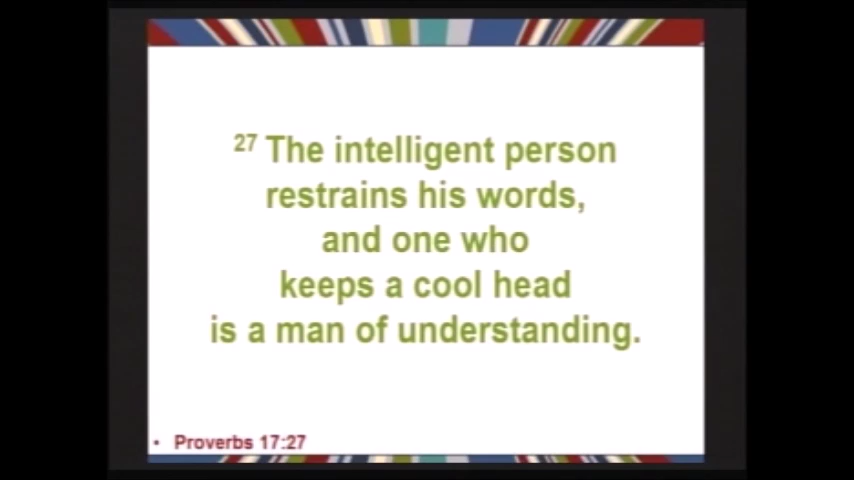 27 The intelligent person
restrains his words,
and one who
keeps a cool head
is a man of understanding.
• Proverbs 17:27